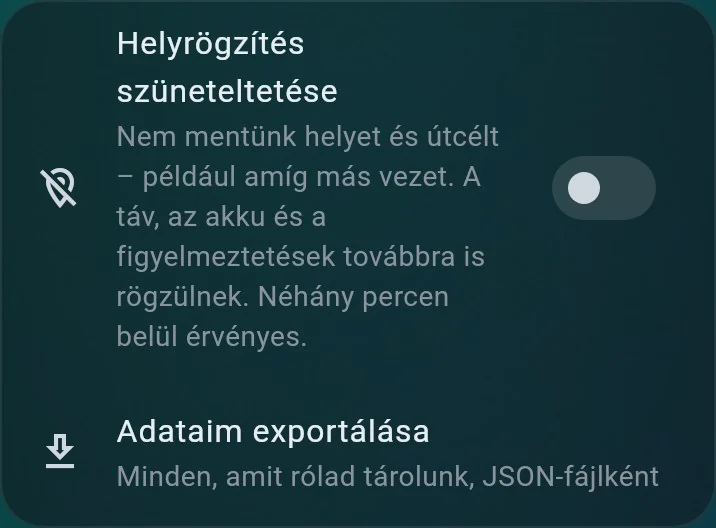 Helyrögzítés
szüneteltetése
Nem mentünk helyet és útcélt
– például amíg más vezet. A
táv, az akku és a
figyelmeztetések továbbra is
rögzülnek. Néhány percen
belül érvényes.
Adataim exportálása
Minden, amit rólad tárolunk, JSON-fájlként